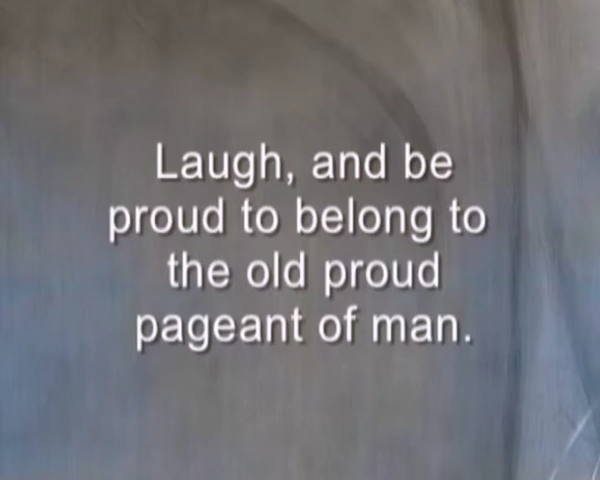 Laugh, and be
proud to belong to
the old proud
pageant of man.